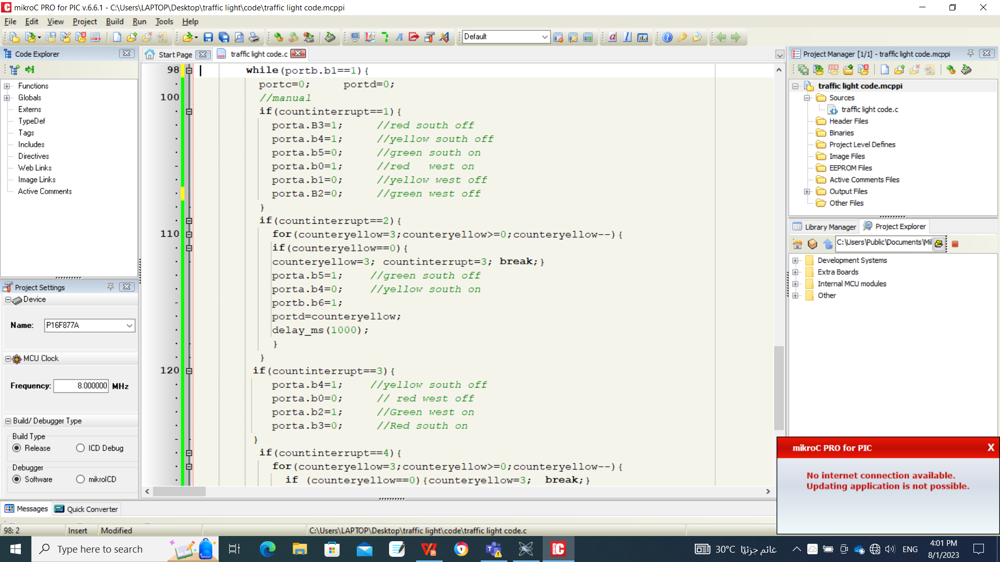 mikroC PRO for PIC v.6.6.1 - C:\Users\LAPTOP\Desktop\traffic light\code\traffic light code.mcppi
File Edit View Project Build Run Tools Help
Default
Code Explorer
Functions
Globals
Externs
TypeDef
Tags
Includes
Directives
Web Links
Image Links
Active Comments
Project Settings
Device
Name: P16F877A
MCU Clock
Frequency: 8.000000 MHz
Build/ Debugger Type
Build Type
Release ICD Debug
Debugger
Software mikroICD
Start Page traffic light code.c
98 while(portb.b1==1){
portc=0; portd=0;
100 //manual
if(countinterrupt==1){
porta.B3=1; //red south off
porta.b4=1; //yellow south off
porta.b5=0; //green south on
porta.b0=1; //red west on
porta.b1=0; //yellow west off
porta.B2=0; //green west off
}
if(countinterrupt==2){
110 for(counteryellow=3;counteryellow>=0;counteryellow--){
if(counteryellow==0){
counteryellow=3; countinterrupt=3; break;}
porta.b5=1; //green south off
porta.b4=0; //yellow south on
portb.b6=1;
portd=counteryellow;
delay_ms(1000);
}
}
120 if(countinterrupt==3){
porta.b4=1; //yellow south off
porta.b0=0; // red west off
porta.b2=1; //Green west on
porta.b3=0; //Red south on
}
if(countinterrupt==4){
for(counteryellow=3;counteryellow>=0;counteryellow--){
if (counteryellow==0){counteryellow=3; break;}
Project Manager [1/1] - traffic light code.mcppi
traffic light code.mcppi
Sources
traffic light code.c
Header Files
Binaries
Project Level Defines
Image Files
EEPROM Files
Active Comments Files
Output Files
Other Files
Library Manager Project Explorer
C:\Users\Public\Documents\Mil
Development Systems
Extra Boards
Internal MCU modules
Other
mikroC PRO for PIC X
No internet connection available.
Updating application is not possible.
Messages Quick Converter
98: 2 Insert Modified C:\Users\LAPTOP\Desktop\traffic light\code\traffic light code.c
Type here to search
30°C غائم جزئيًا
ENG
4:01 PM
8/1/2023